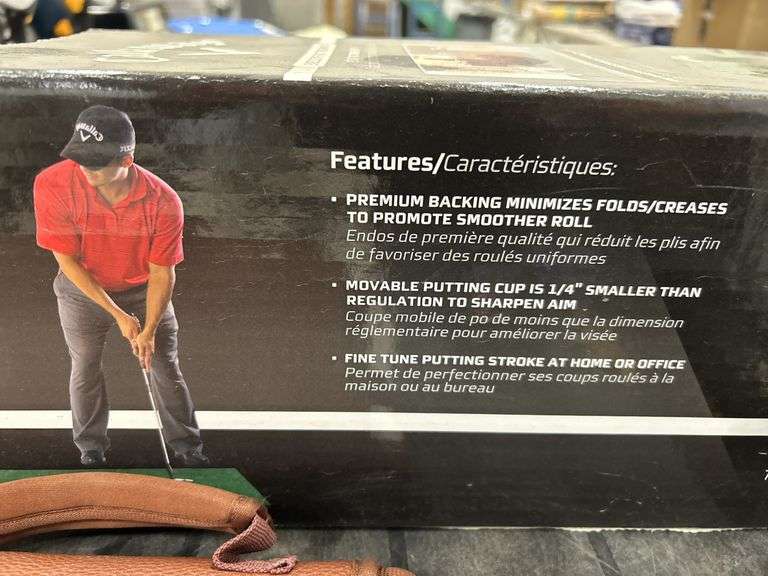 Callaway
Features/Caractéristiques:
▪ PREMIUM BACKING MINIMIZES FOLDS/CREASES
TO PROMOTE SMOOTHER ROLL
Endos de première qualité qui réduit les plis afin
de favoriser des roulés uniformes
▪ MOVABLE PUTTING CUP IS 1/4" SMALLER THAN
REGULATION TO SHARPEN AIM
Coupe mobile de po de moins que la dimension
réglementaire pour améliorer la visée
▪ FINE TUNE PUTTING STROKE AT HOME OR OFFICE
Permet de perfectionner ses coups roulés à la
maison ou au bureau